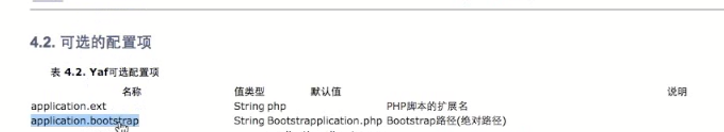 4.2. 可选的配置项
表 4.2. Yaf可选配置项
名称 值类型 默认值 说明
application.ext String php PHP脚本的扩展名
application.bootstrap String Bootstrapplication.php Bootstrap路径(绝对路径)